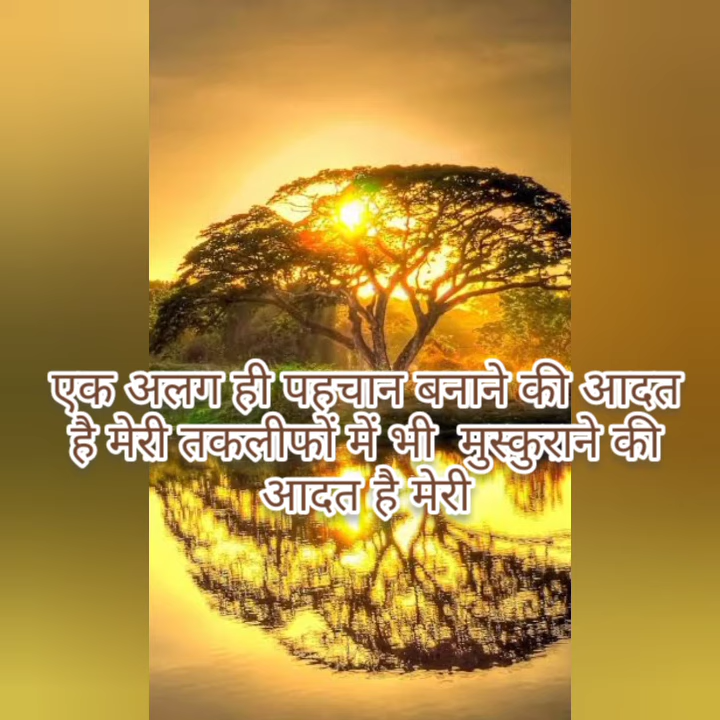 एक अलग ही पहचान बनाने की आदत
है मेरी तकलीफों में भी मुस्कुराने की
आदत है मेरी